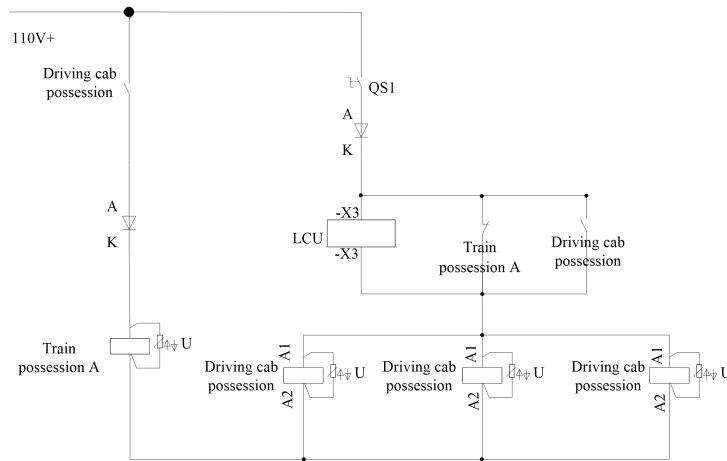 110V+
Driving cab
possession
QS1
A
K
A
K
-X3
LCU
-X3
Train
possession A
Driving cab
possession
Train
possession A
U
Driving cab
possession
A1
A2
U
Driving cab
possession
A1
A2
U
Driving cab
possession
A1
A2
U